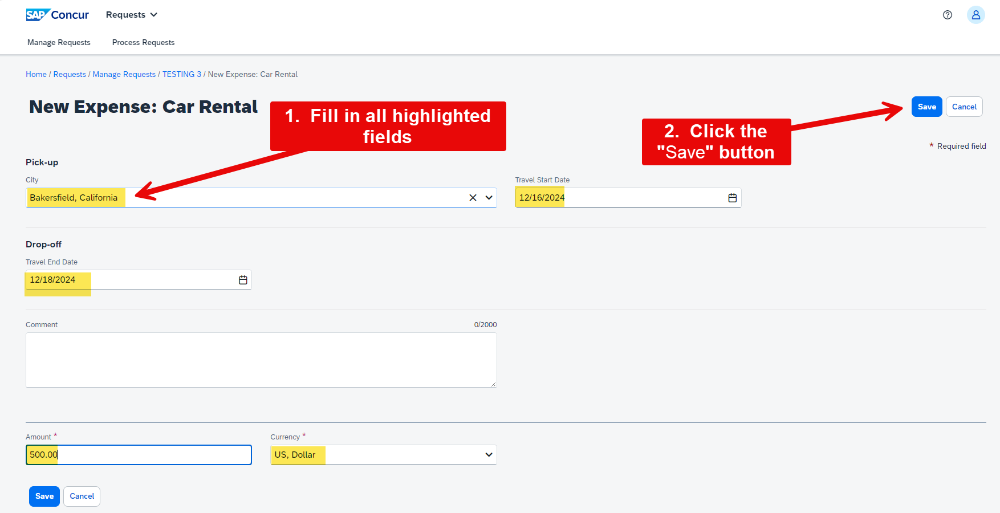 SAP Concur Requests
Manage Requests Process Requests
Home / Requests / Manage Requests / TESTING 3 / New Expense: Car Rental
New Expense: Car Rental
1. Fill in all highlighted
fields
Save Cancel
2. Click the
"Save" button
* Required field
Pick-up
City Travel Start Date
Bakersfield, California 12/16/2024
Drop-off
Travel End Date
12/18/2024
Comment 0/2000
Amount * Currency *
500.00 US, Dollar
Save Cancel